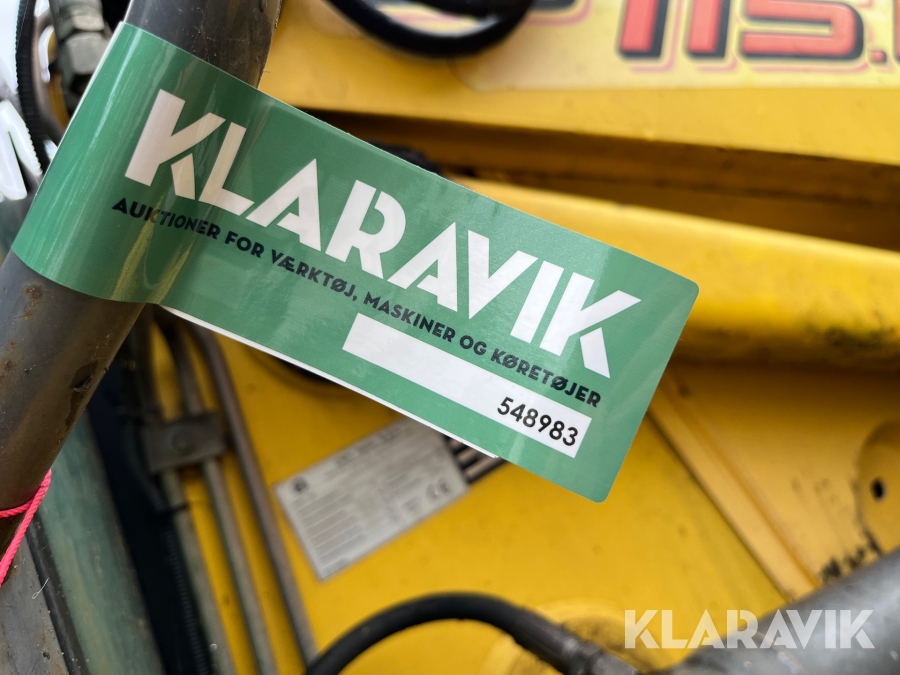 115.
KLARAVIK
AUKTIONER FOR VÆRKTØJ, MASKINER OG KØRETØJER
548983
KLARAVIK